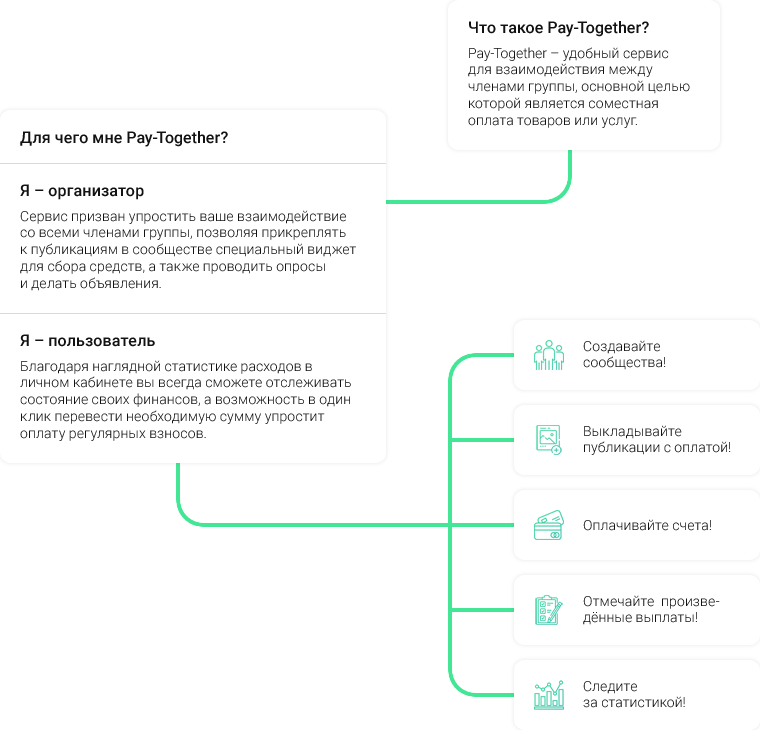 Что такое Pay-Together?
Pay-Together – удобный сервис
для взаимодействия между
членами группы, основной целью
которой является соместная
оплата товаров или услуг.
Для чего мне Pay-Together?
Я – организатор
Сервис призван упростить ваше взаимодействие
со всеми членами группы, позволяя прикреплять
к публикациям в сообществе специальный виджет
для сбора средств, а также проводить опросы
и делать объявления.
Я – пользователь
Благодаря наглядной статистике расходов в
личном кабинете вы всегда сможете отслеживать
состояние своих финансов, а возможность в один
клик перевести необходимую сумму упростит
оплату регулярных взносов.
Создавайте
сообщества!
Выкладывайте
публикации с оплатой!
Оплачивайте счета!
Отмечайте  произве-
дённые выплаты!
Следите
за статистикой!